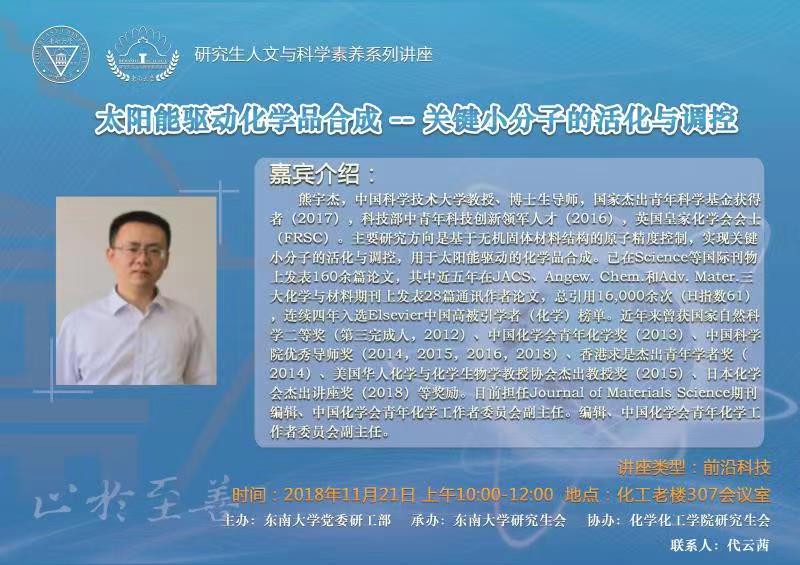 研究生人文与科学素养系列讲座
太阳能驱动化学品合成 -- 关键小分子的活化与调控
嘉宾介绍：
熊宇杰，中国科学技术大学教授、博士生导师，国家杰出青年科学基金获得
者（2017），科技部中青年科技创新领军人才（2016），英国皇家化学会会士
（FRSC）。主要研究方向是基于无机固体材料结构的原子精度控制，实现关键
小分子的活化与调控，用于太阳能驱动的化学品合成。已在Science等国际刊物
上发表160余篇论文，其中近五年在JACS、Angew. Chem.和Adv. Mater.三
大化学与材料期刊上发表28篇通讯作者论文，总引用16,000余次（H指数61）
，连续四年入选Elsevier中国高被引学者（化学）榜单。近年来曾获国家自然科
学二等奖（第三完成人，2012）、中国化学会青年化学奖（2013）、中国科学
院优秀导师奖（2014，2015，2016，2018）、香港求是杰出青年学者奖（
2014）、美国华人化学与化学生物学教授协会杰出教授奖（2015）、日本化学
会杰出讲座奖（2018）等奖励。目前担任Journal of Materials Science期刊
编辑、中国化学会青年化学工作者委员会副主任。编辑、中国化学会青年化学工
作者委员会副主任。
讲座类型：前沿科技
止于至善
时间：2018年11月21日 上午10:00-12:00 地点：化工老楼307会议室
主办：东南大学党委研工部 承办：东南大学研究生会 协办：化学化工学院研究生会
联系人：代云茜